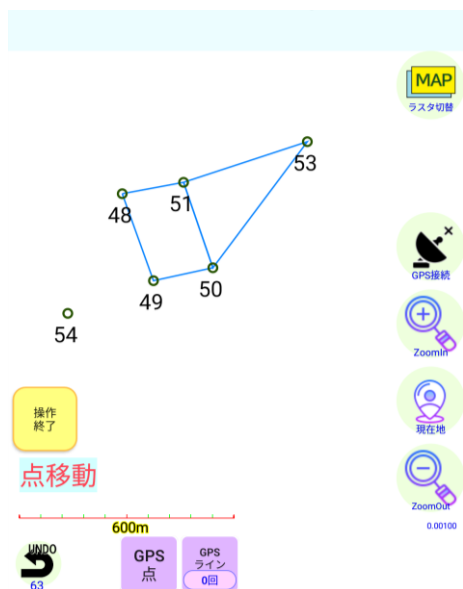 MAP
ラスタ切替
53
51
48
50
49
GPS接続
54
ZoomIn
操作
終了
現在地
点移動
ZoomOut
600m
0.00100
UNDO
63
GPS
点
GPS
ライン
0回